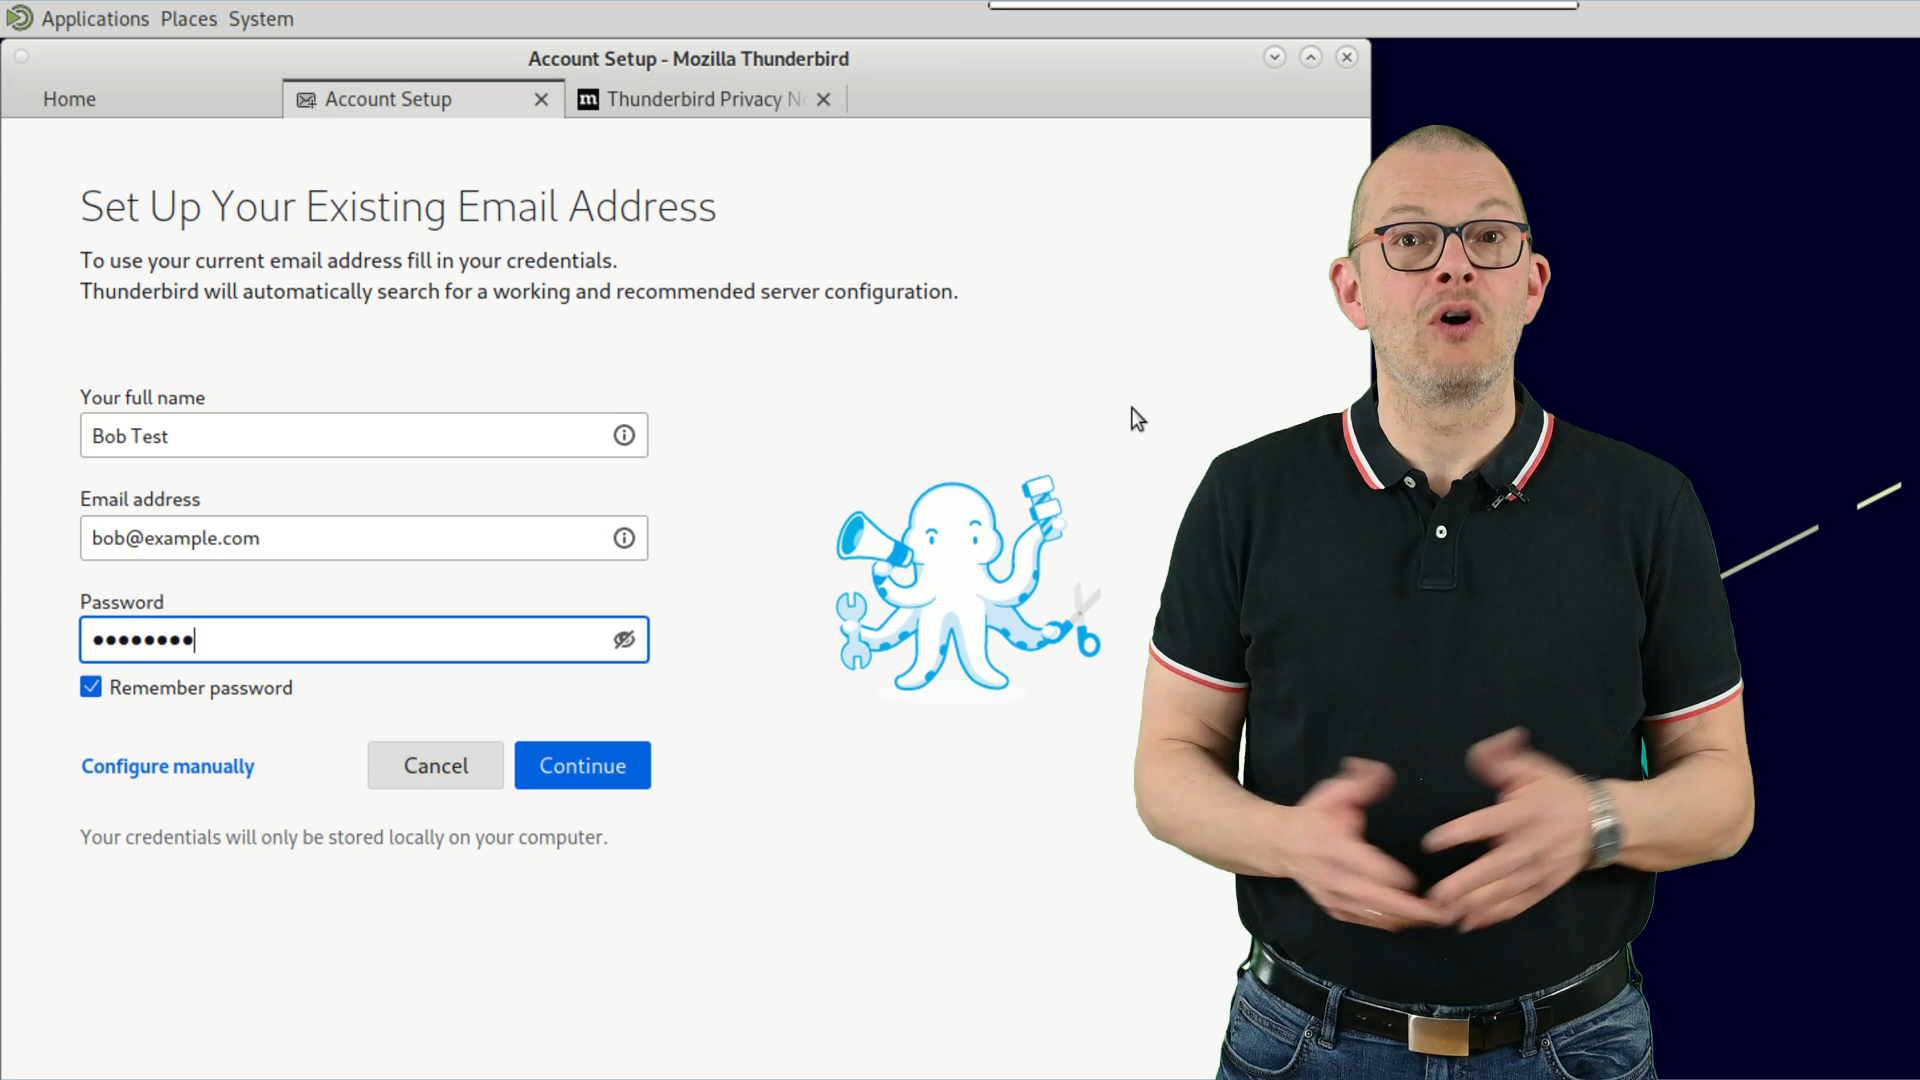 Applications Places System
Account Setup - Mozilla Thunderbird
Home
Account Setup
m Thunderbird Privacy No
Set Up Your Existing Email Address
To use your current email address fill in your credentials.
Thunderbird will automatically search for a working and recommended server configuration.
Your full name
Bob Test
Email address
bob@example.com
Password
Remember password
Configure manually
Cancel
Continue
Your credentials will only be stored locally on your computer.